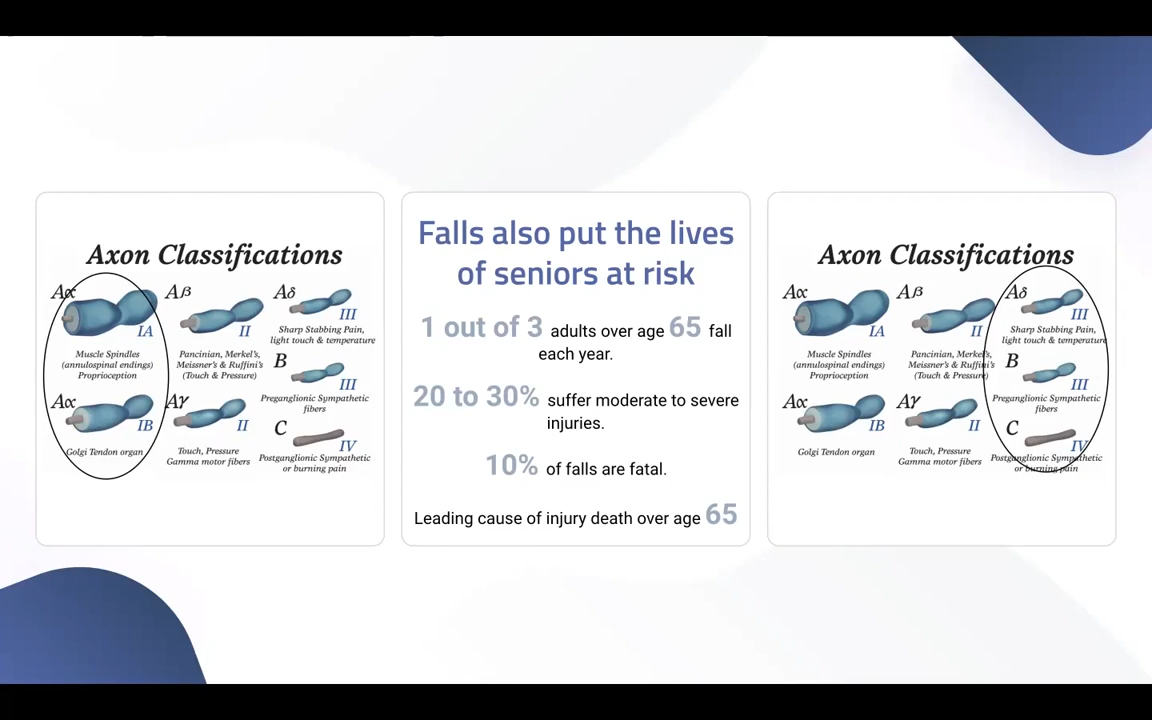 Axon Classifications
Aα
IA
Muscle Spindles
(annulospinal endings)
Proprioception
Aα
IB
Golgi Tendon organ
Aβ
II
Pancinian, Merkel's,
Meissner's & Ruffini's
(Touch & Pressure)
Aγ
II
Touch, Pressure
Gamma motor fibers
Aδ
III
Sharp Stabbing Pain,
light touch & temperature
B
III
Preganglionic Sympathetic
fibers
C
IV
Postganglionic Sympathetic
or burning pain
Falls also put the lives
of seniors at risk
1 out of 3 adults over age 65 fall
each year.
20 to 30% suffer moderate to severe
injuries.
10% of falls are fatal.
Leading cause of injury death over age 65
Axon Classifications
Aα
IA
Muscle Spindles
(annulospinal endings)
Proprioception
Aα
IB
Golgi Tendon organ
Aβ
II
Pancinian, Merkel's,
Meissner's & Ruffini's
(Touch & Pressure)
Aγ
II
Touch, Pressure
Gamma motor fibers
Aδ
III
Sharp Stabbing Pain,
light touch & temperature
B
III
Preganglionic Sympathetic
fibers
C
IV
Postganglionic Sympathetic
or burning pain